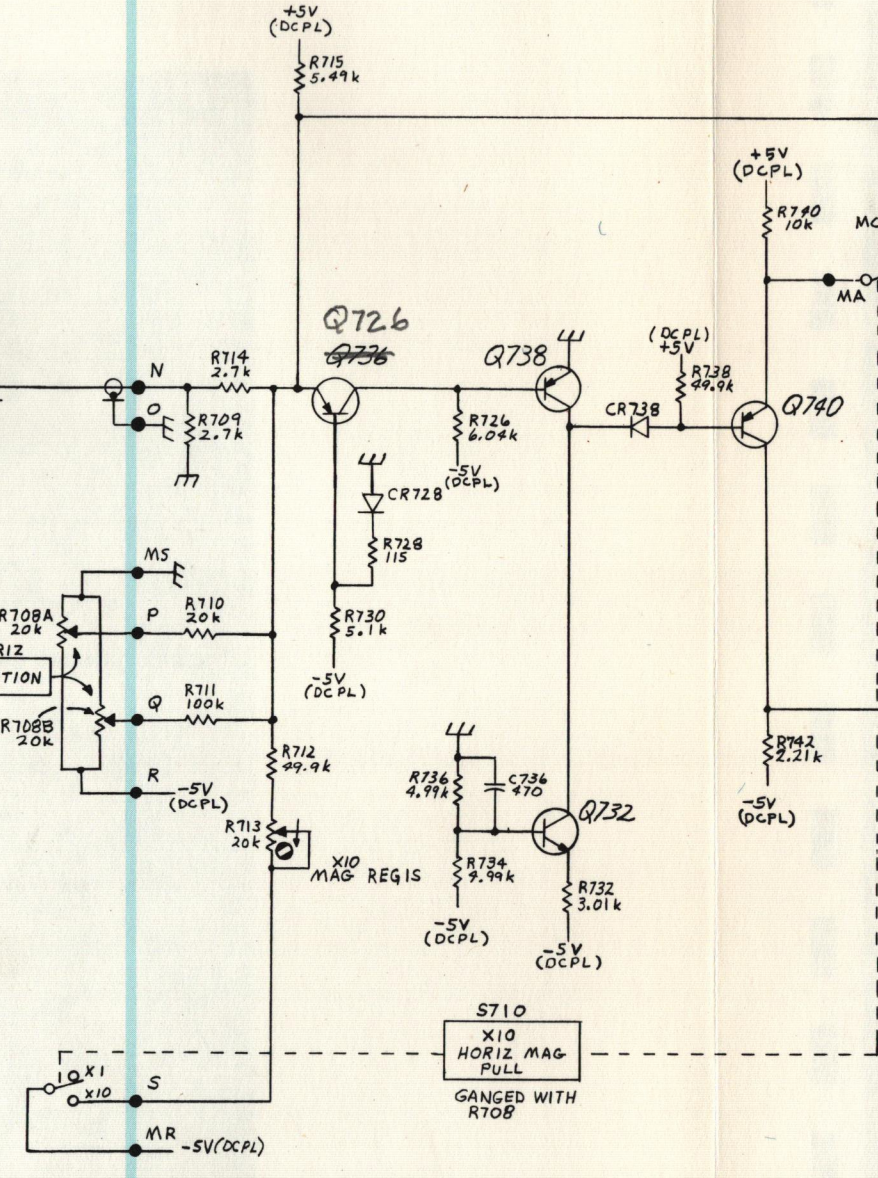 +5V
(DCPL)
R715
5.49k
+5V
(DCPL)
R740
10k
MA
Q726
Q736
Q738
(DCPL)
+5V
R738
49.9k
Q740
N
R714
2.7k
O
R709
2.7k
R726
6.04k
-5V
(DCPL)
CR738
CR728
R728
115
MS
R708A
20k
P
R710
20k
R730
5.1k
-5V
(DCPL)
TION
Q
R711
100k
R708B
20k
R
-5V
(DCPL)
R712
49.9k
R742
2.21k
-5V
(DCPL)
R736
4.99k
C736
470
Q732
R713
20k
X10
MAG REGIS
R734
4.99k
-5V
(DCPL)
R732
3.01k
-5V
(DCPL)
S710
X10
HORIZ MAG
PULL
GANGED WITH
R708
X1
X10
S
MR
-5V(DCPL)